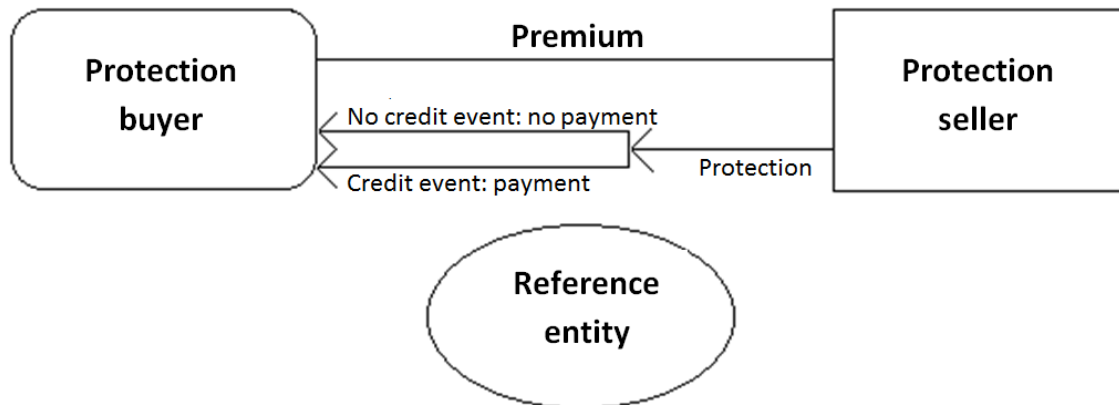 Premium
Protection
buyer
Protection
seller
No credit event: no payment
Protection
Credit event: payment
Reference
entity